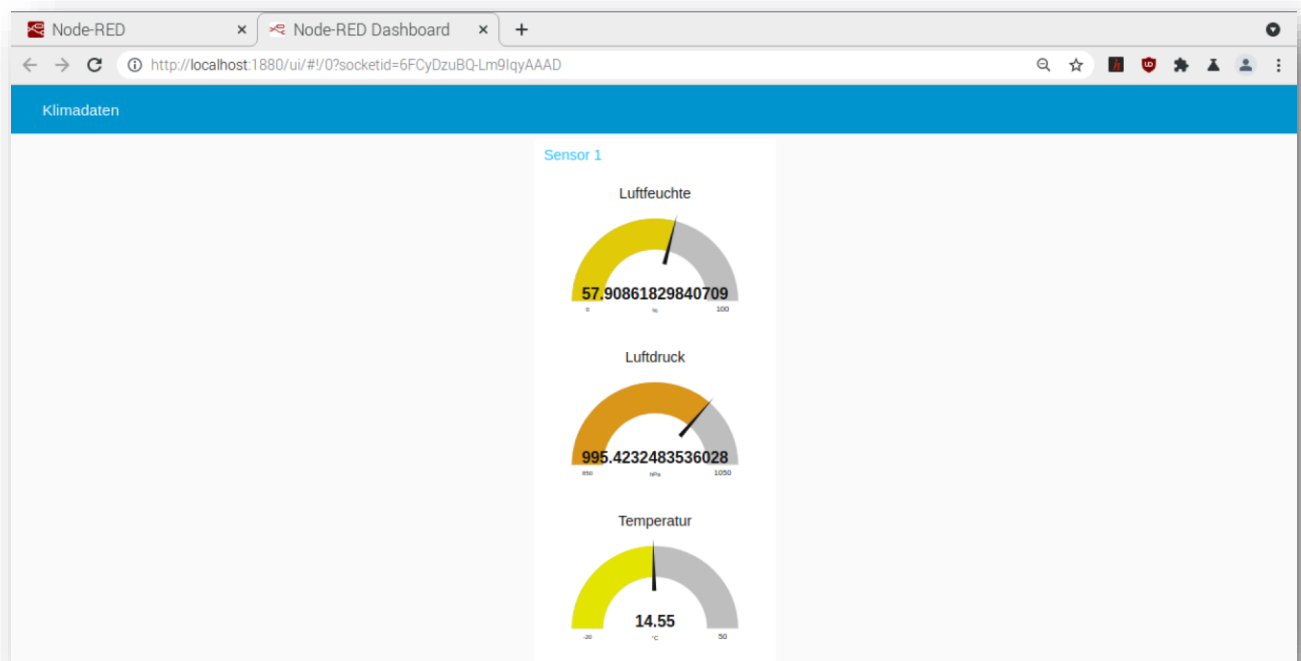 Node-RED × Node-RED Dashboard × +
http://localhost:1880/ui/#!/0?socketid=6FCyDzuBQ-Lm9IqyAAAD
Klimadaten
Sensor 1
Luftfeuchte
57.90861829840709
0 % 100
Luftdruck
995.4232483536028
850 hPa 1050
Temperatur
14.55
-20 °C 50